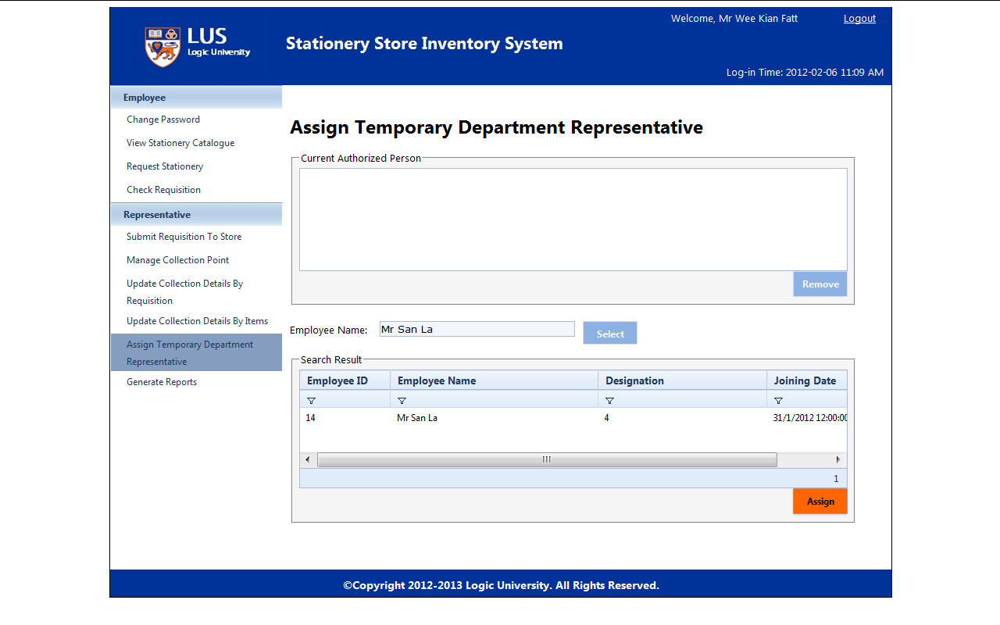 Welcome, Mr Wee Kian Fatt
Logout
LUS
Logic University
Stationery Store Inventory System
Log-in Time: 2012-02-06 11:09 AM
Employee
Change Password
View Stationery Catalogue
Request Stationery
Check Requisition
Representative
Submit Requisition To Store
Manage Collection Point
Update Collection Details By
Requisition
Update Collection Details By Items
Assign Temporary Department
Representative
Generate Reports
Assign Temporary Department Representative
Current Authorized Person
Remove
Employee Name: Mr San La Select
Search Result
Employee ID Employee Name Designation Joining Date
14 Mr San La 4 31/1/2012 12:00:00
1
Assign
©Copyright 2012-2013 Logic University. All Rights Reserved.